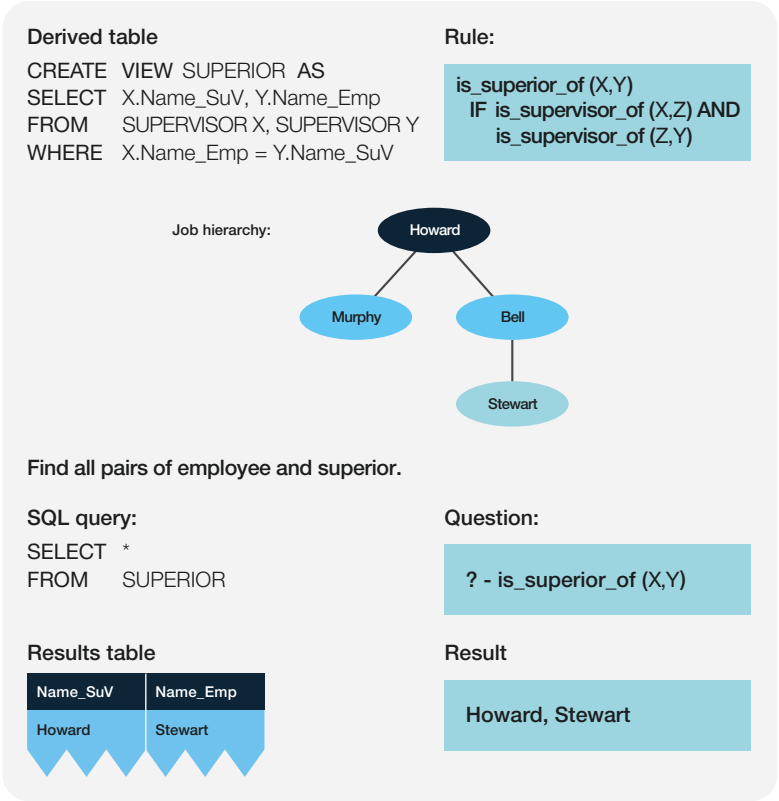 Derived table
CREATE VIEW SUPERIOR AS
SELECT X.Name_SuV, Y.Name_Emp
FROM SUPERVISOR X, SUPERVISOR Y
WHERE X.Name_Emp = Y.Name_SuV
Rule:
is_superior_of (X,Y)
IF is_supervisor_of (X,Z) AND
is_supervisor_of (Z,Y)
Job hierarchy:
Howard
Murphy
Bell
Stewart
Find all pairs of employee and superior.
SQL query:
SELECT *
FROM SUPERIOR
Question:
? - is_superior_of (X,Y)
Results table
Name_SuV Name_Emp
Howard Stewart
Result
Howard, Stewart